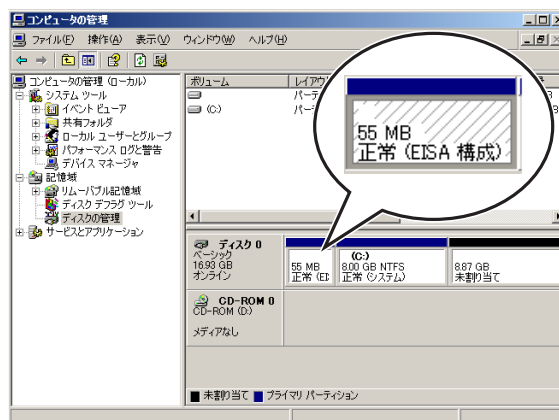 コンピュータの管理
ファイル(F) 操作(A) 表示(V) ウィンドウ(W) ヘルプ(H)
コンピュータの管理 (ローカル)
システム ツール
イベント ビューア
共有フォルダ
ローカル ユーザーとグループ
パフォーマンス ログと警告
デバイス マネージャ
記憶域
リムーバブル記憶域
ディスク デフラグ ツール
ディスクの管理
サービスとアプリケーション
ボリューム
(C:)
55 MB
正常 (EISA 構成)
ディスク 0
ベーシック
16.93 GB
オンライン
55 MB
正常 (EI
(C:)
8.00 GB NTFS
正常 (システム)
8.87 GB
未割り当て
CD-ROM 0
CD-ROM (D:)
メディアなし
未割り当て プライマリ パーティション